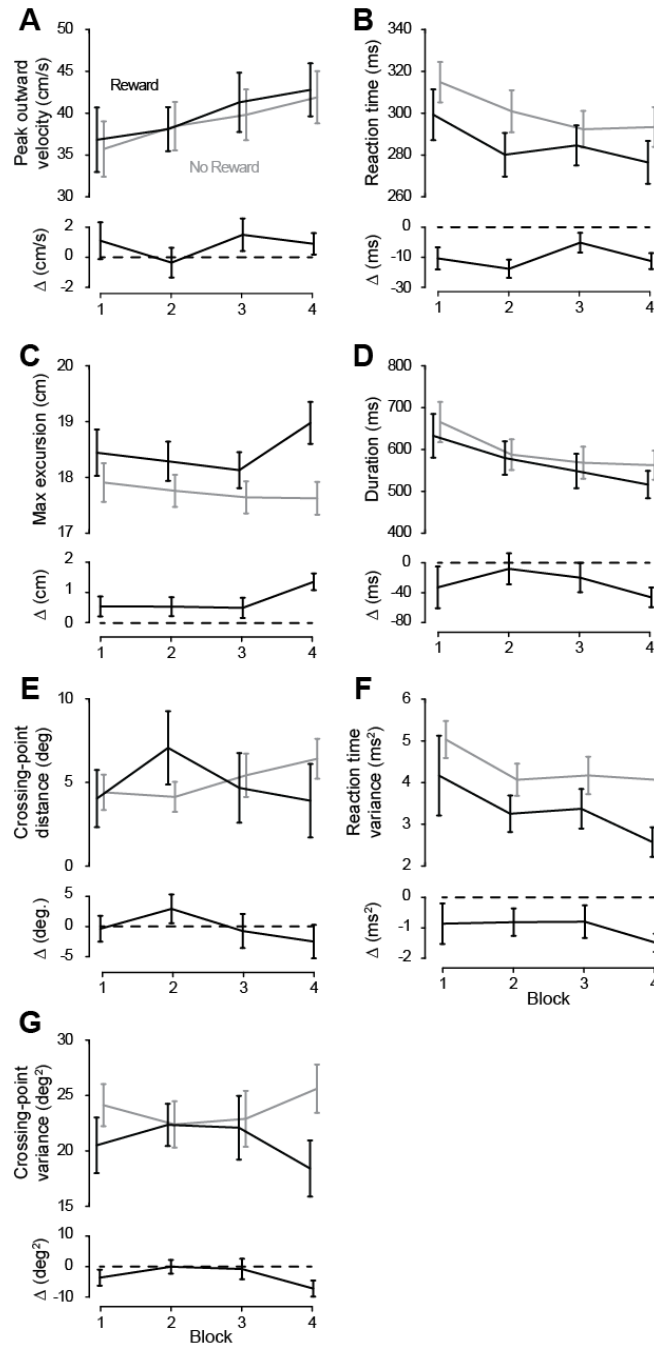 A
50
45
40
35
30
Peak outward
velocity (cm/s)
Reward
No Reward
2
0
-2
Δ (cm/s)
1 2 3 4
B
340
320
300
280
260
Reaction time
(ms)
0
-10
-30
Δ (ms)
1 2 3 4
C
20
19
18
17
Max excursion (cm)
2
1
0
Δ (cm)
1 2 3 4
D
800
700
600
500
400
Duration
(ms)
0
-40
-80
Δ (ms)
1 2 3 4
E
10
5
0
Crossing-point
distance (deg)
5
0
-5
Δ (deg.)
1 2 3 4
F
6
5
4
3
2
Reaction time
variance (ms²)
0
-1
-2
Δ (ms²)
1 2 3 4
Block
G
30
25
20
15
Crossing-point
variance (deg²)
10
0
-10
Δ (deg²)
1 2 3 4
Block